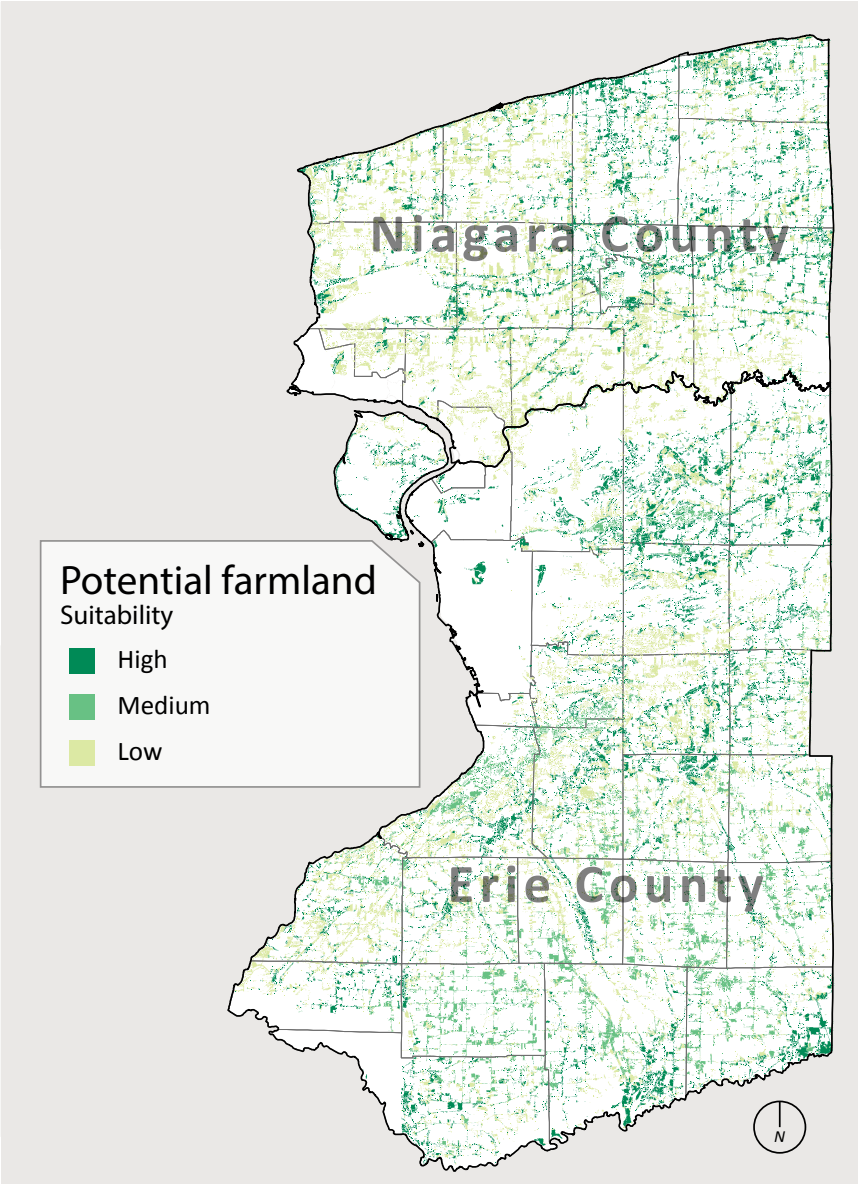 Niagara County
Potential farmland
Suitability
High
Medium
Low
Erie County
N